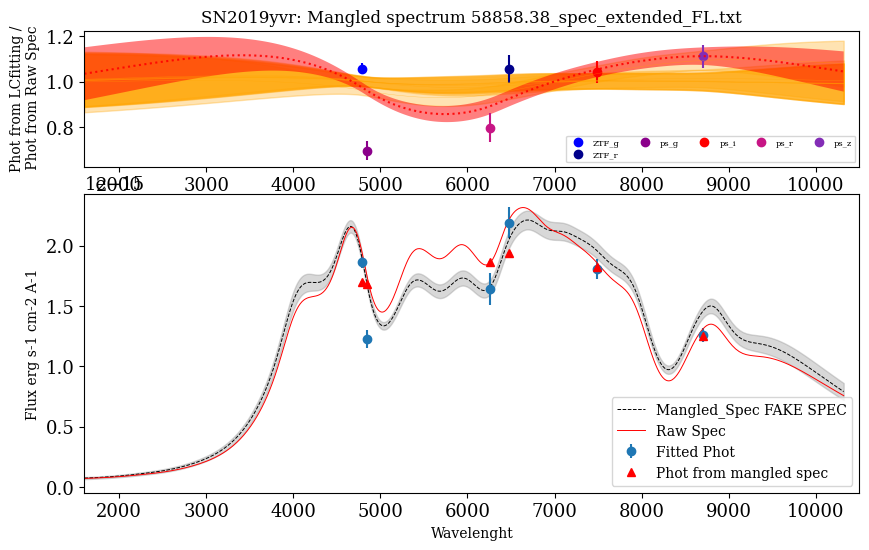 SN2019yvr: Mangled spectrum 58858.38_spec_extended_FL.txt
Phot from LCfitting /
Phot from Raw Spec
1.2
1.0
0.8
ZTF_g
ZTF_r
ps_g
ps_i
ps_r
ps_z
2000 3000 4000 5000 6000 7000 8000 9000 10000
Flux erg s-1 cm-2 A-1
2.0
1.5
1.0
0.5
0.0
Mangled_Spec FAKE SPEC
Raw Spec
Fitted Phot
Phot from mangled spec
2000 3000 4000 5000 6000 7000 8000 9000 10000
Wavelenght